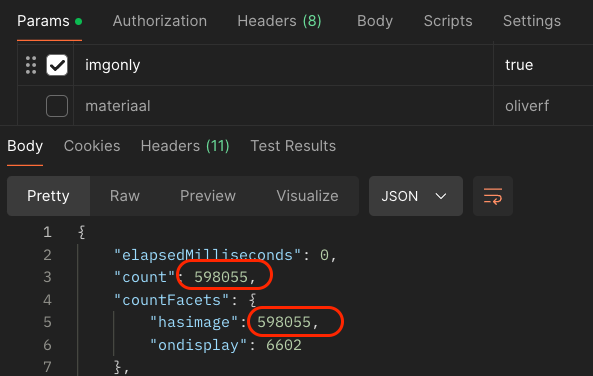 Params Authorization Headers (8) Body Scripts Settings
imgonly true
materiaal oliverf
Body Cookies Headers (11) Test Results
Pretty Raw Preview Visualize JSON
1 {
2 "elapsedMilliseconds": 0,
3 "count": 598055,
4 "countFacets": {
5 "hasimage": 598055,
6 "ondisplay": 6602
7 },